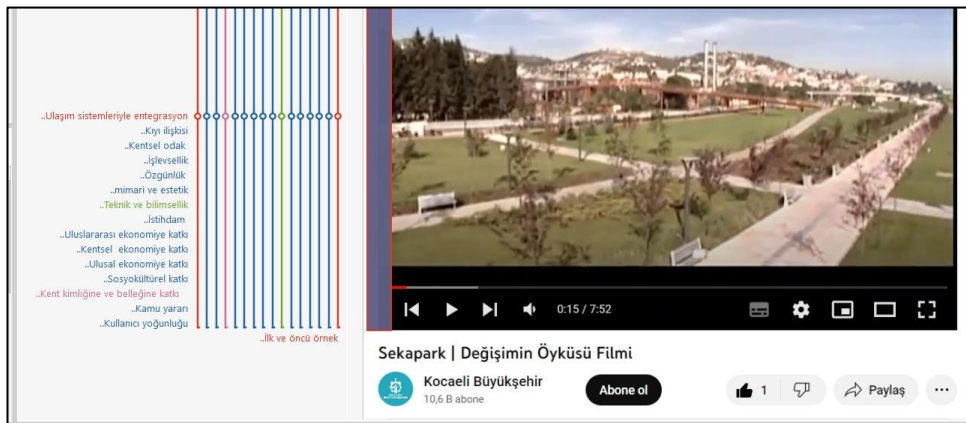 ..Ulaşım sistemleriyle entegrasyon
..Kıyı ilişkisi
..Kentsel odak
..İşlevsellik
..Özgünlük
..mimari ve estetik
..Teknik ve bilimsellik
..İstihdam
..Uluslararası ekonomiye katkı
..Kentsel ekonomiye katkı
..Ulusal ekonomiye katkı
..Sosyokültürel katkı
..Kent kimliğine ve belleğine katkı
..Kamu yararı
..Kullanıcı yoğunluğu
..İlk ve öncü örnek
0:15 / 7:52
Sekapark | Değişimin Öyküsü Filmi
Kocaeli Büyükşehir
10,6 B abone
Abone ol
1
Paylaş